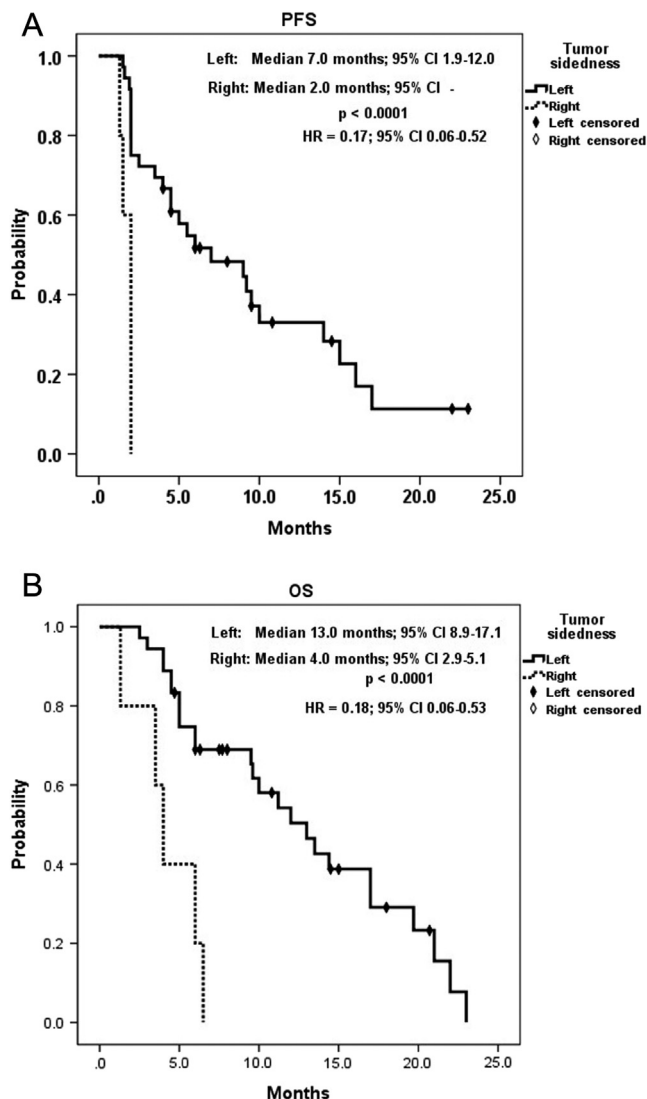 A
PFS
Left: Median 7.0 months; 95% CI 1.9-12.0
Right: Median 2.0 months; 95% CI -
p < 0.0001
HR = 0.17; 95% CI 0.06-0.52
Tumor
sidedness
Left
Right
Left censored
Right censored
Probability
1.0
0.8
0.6
0.4
0.2
0.0
.0 5.0 10.0 15.0 20.0 25.0
Months
B
OS
Left: Median 13.0 months; 95% CI 8.9-17.1
Right: Median 4.0 months; 95% CI 2.9-5.1
p < 0.0001
HR = 0.18; 95% CI 0.06-0.53
Tumor
sidedness
Left
Right
Left censored
Right censored
Probability
1.0
0.8
0.6
0.4
0.2
0.0
.0 5.0 10.0 15.0 20.0 25.0
Months